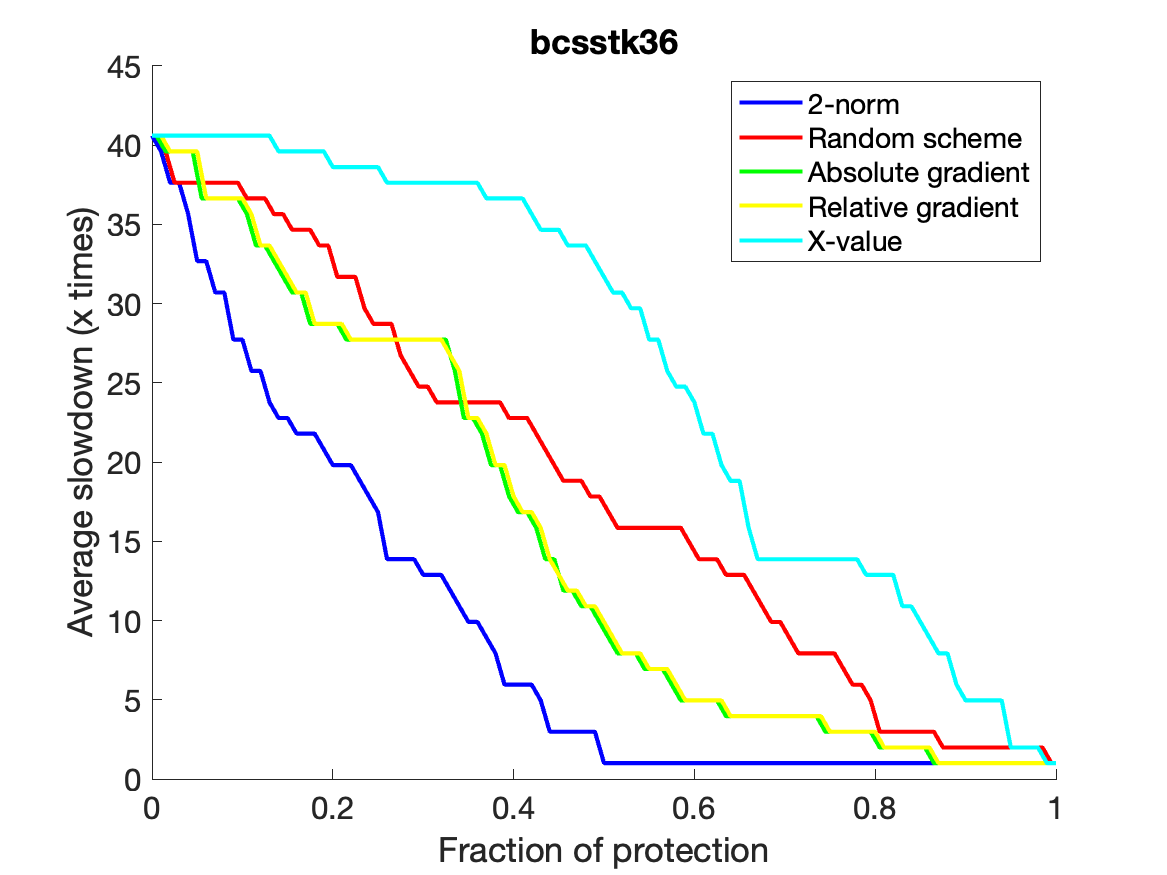 bcsstk36
45
40
35
30
25
20
15
10
5
0
Average slowdown (x times)
2-norm
Random scheme
Absolute gradient
Relative gradient
X-value
0 0.2 0.4 0.6 0.8 1
Fraction of protection